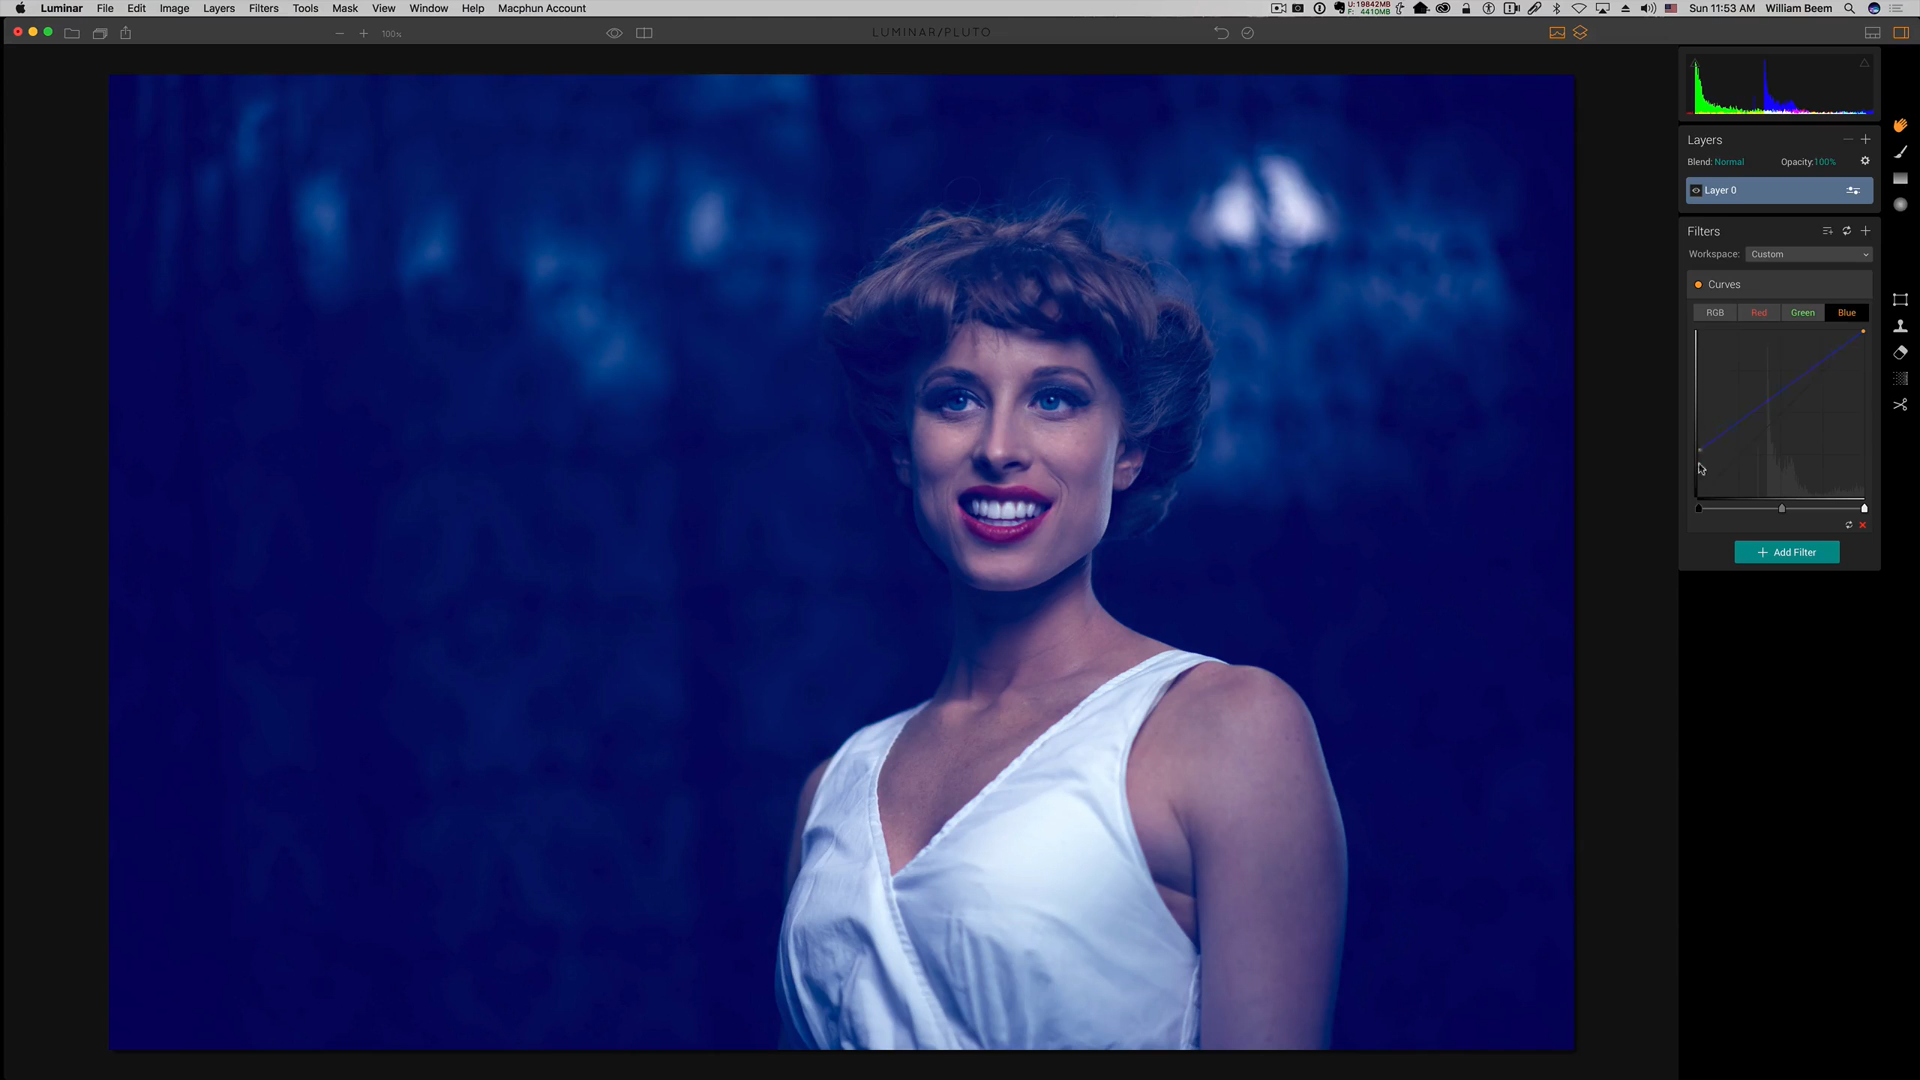 Luminar File Edit Image Layers Filters Tools Mask View Window Help Macphun Account U: 19842MB F: 4410MB Sun 11:53 AM William Beem
100% LUMINAR/PLUTO
Layers
Blend: Normal Opacity:100%
Layer 0
Filters
Workspace: Custom
Curves
RGB Red Green Blue
Add Filter